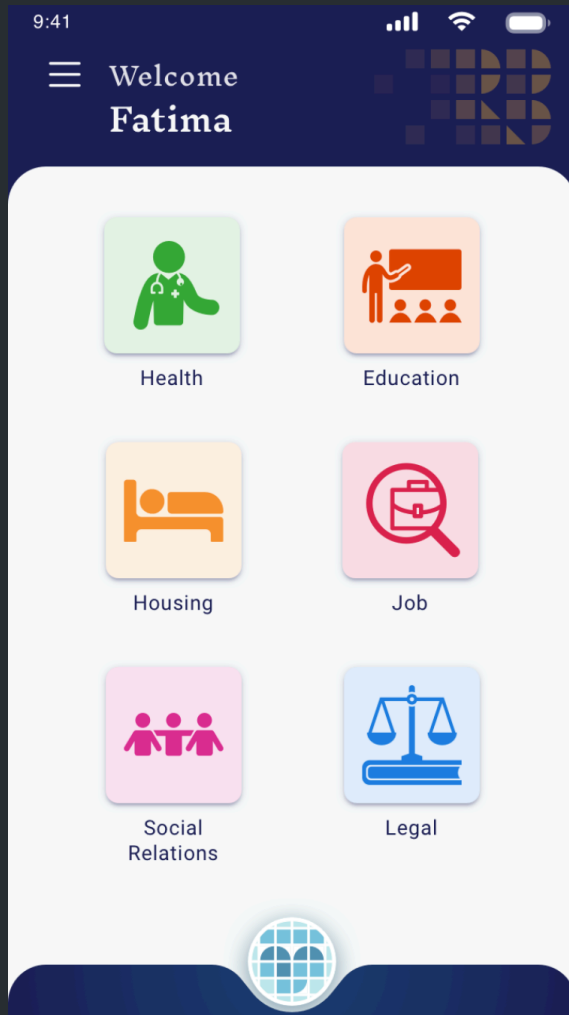 9:41
Welcome
Fatima
Health
Education
Housing
Job
Social
Relations
Legal